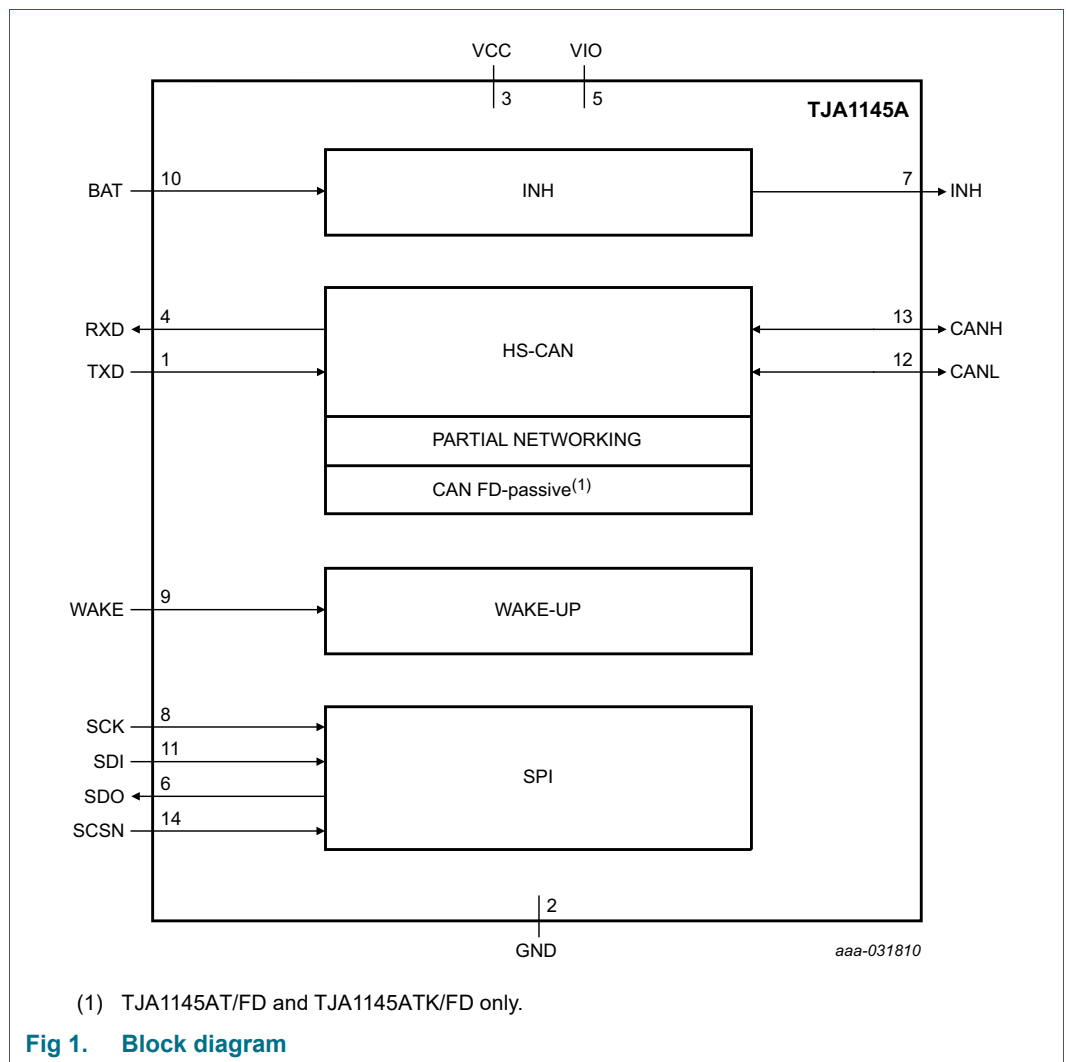 VCC VIO
3 5
TJA1145A
BAT 10 INH 7 INH
RXD 4 13 CANH
HS-CAN
TXD 1 12 CANL
PARTIAL NETWORKING
CAN FD-passive(1)
WAKE 9 WAKE-UP
SCK 8
SDI 11
SPI
SDO 6
SCSN 14
2
GND
aaa-031810
(1) TJA1145AT/FD and TJA1145ATK/FD only.
Fig 1. Block diagram